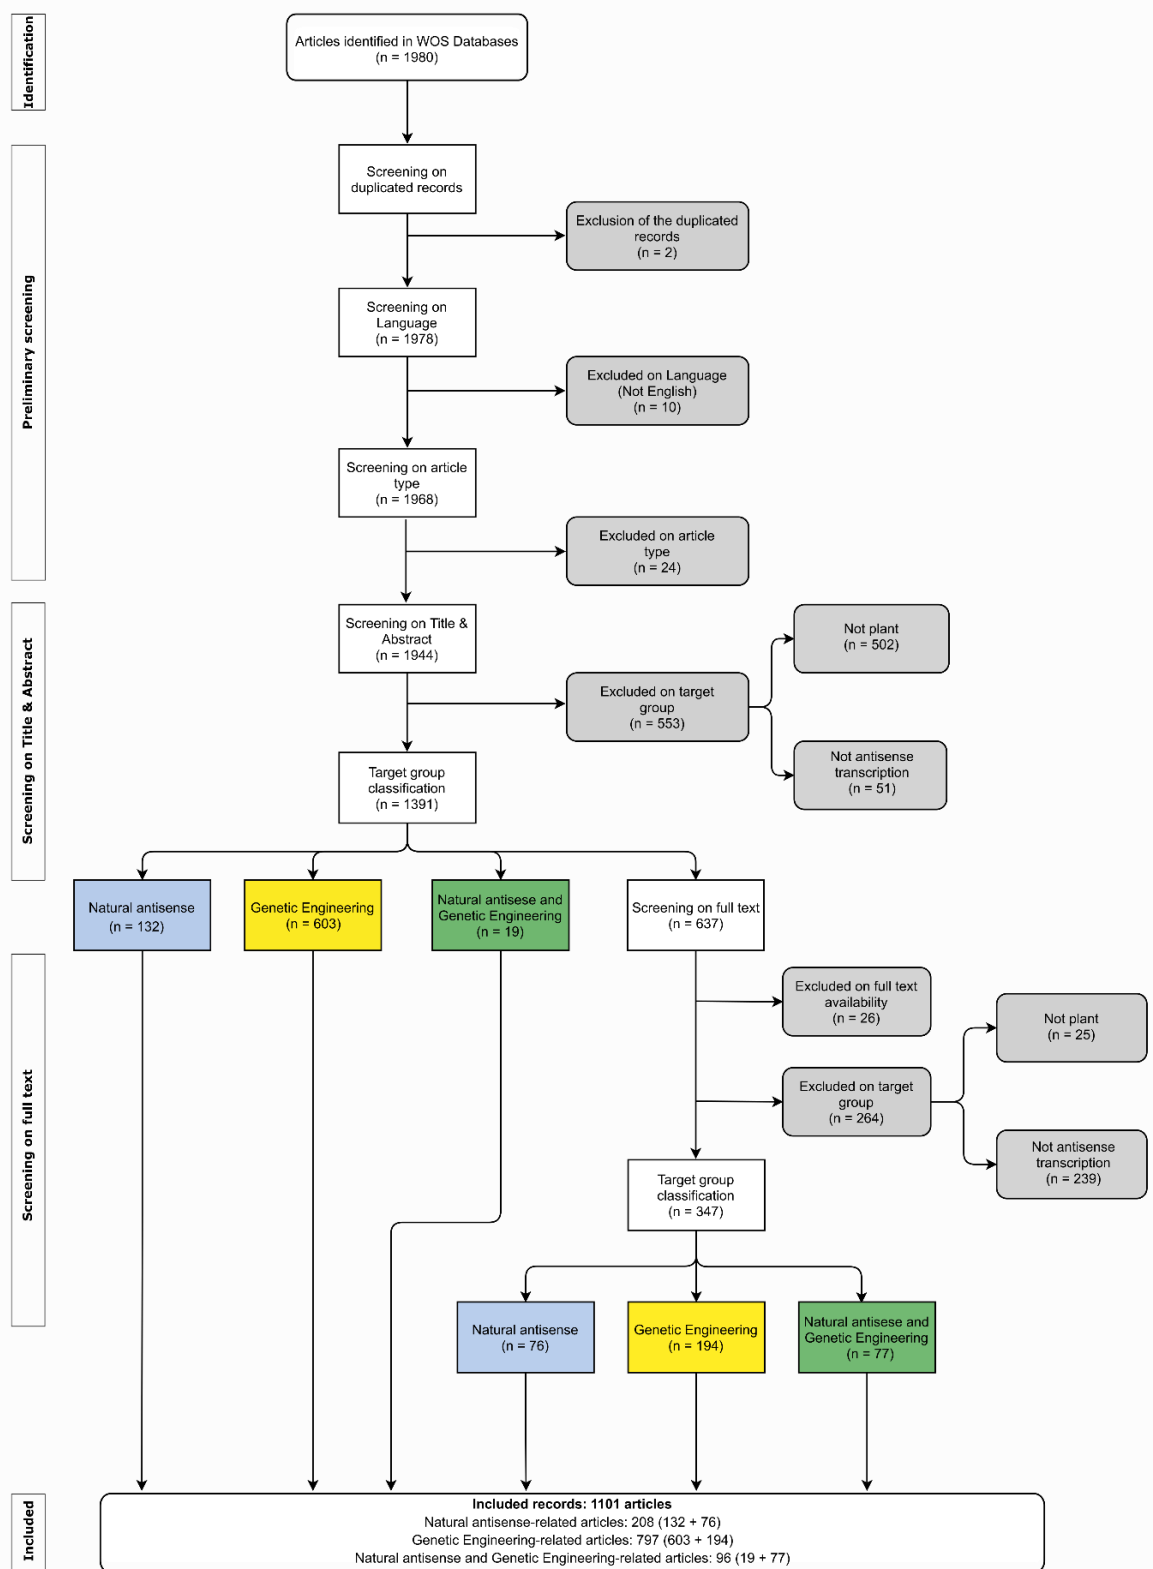 Identification
Articles identified in WOS Databases
(n = 1980)
Preliminary screening
Screening on
duplicated records
Exclusion of the duplicated
records
(n = 2)
Screening on
Language
(n = 1978)
Excluded on Language
(Not English)
(n = 10)
Screening on article
type
(n = 1968)
Excluded on article
type
(n = 24)
Screening on Title & Abstract
Screening on Title &
Abstract
(n = 1944)
Not plant
(n = 502)
Excluded on target
group
(n = 553)
Not antisense
transcription
(n = 51)
Target group
classification
(n = 1391)
Natural antisense
(n = 132)
Genetic Engineering
(n = 603)
Natural antisese and
Genetic Engineering
(n = 19)
Screening on full text
(n = 637)
Screening on full text
Excluded on full text
availability
(n = 26)
Not plant
(n = 25)
Excluded on target
group
(n = 264)
Not antisense
transcription
(n = 239)
Target group
classification
(n = 347)
Natural antisense
(n = 76)
Genetic Engineering
(n = 194)
Natural antisese and
Genetic Engineering
(n = 77)
Included
Included records: 1101 articles
Natural antisense-related articles: 208 (132 + 76)
Genetic Engineering-related articles: 797 (603 + 194)
Natural antisense and Genetic Engineering-related articles: 96 (19 + 77)